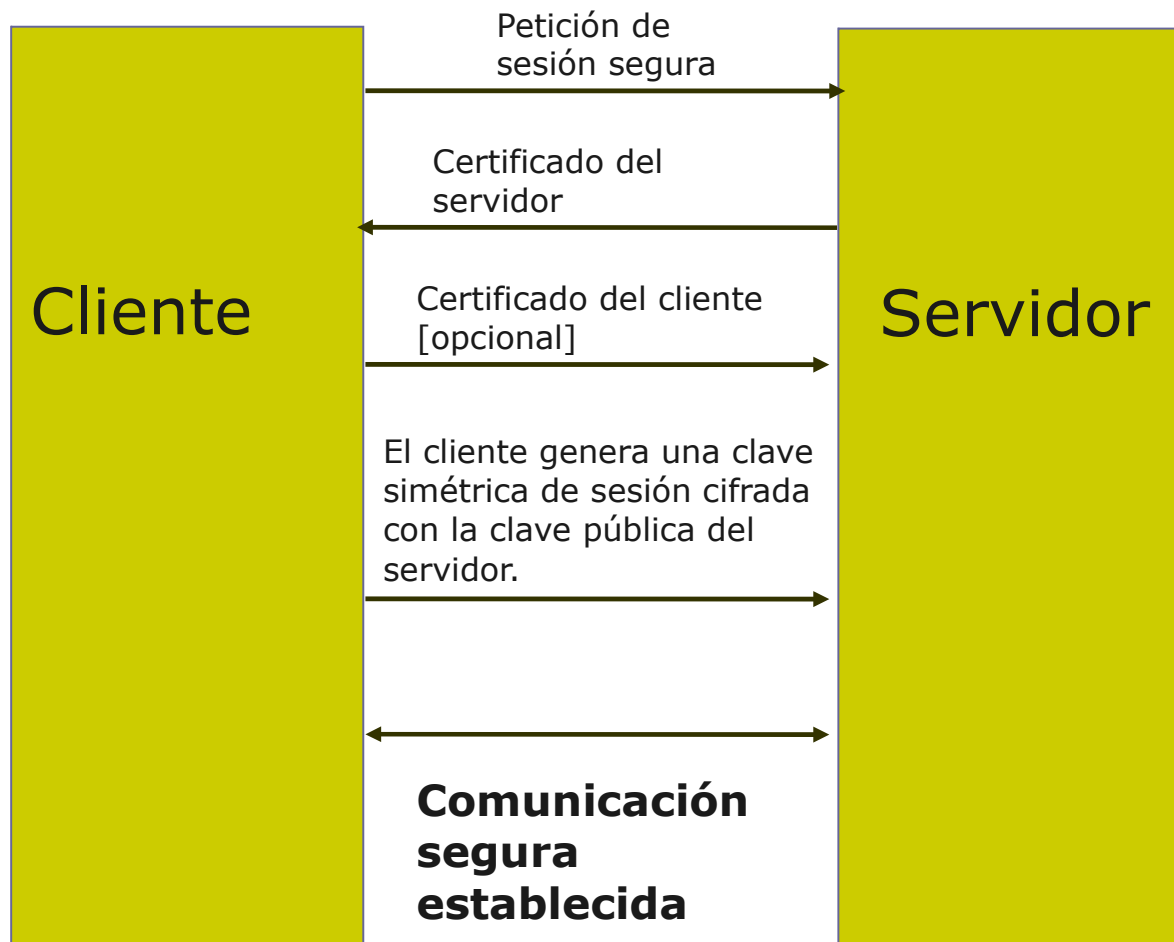 Petición de
sesión segura
Certificado del
servidor
Cliente
Servidor
Certificado del cliente
[opcional]
El cliente genera una clave
simétrica de sesión cifrada
con la clave pública del
servidor.
Comunicación
segura
establecida